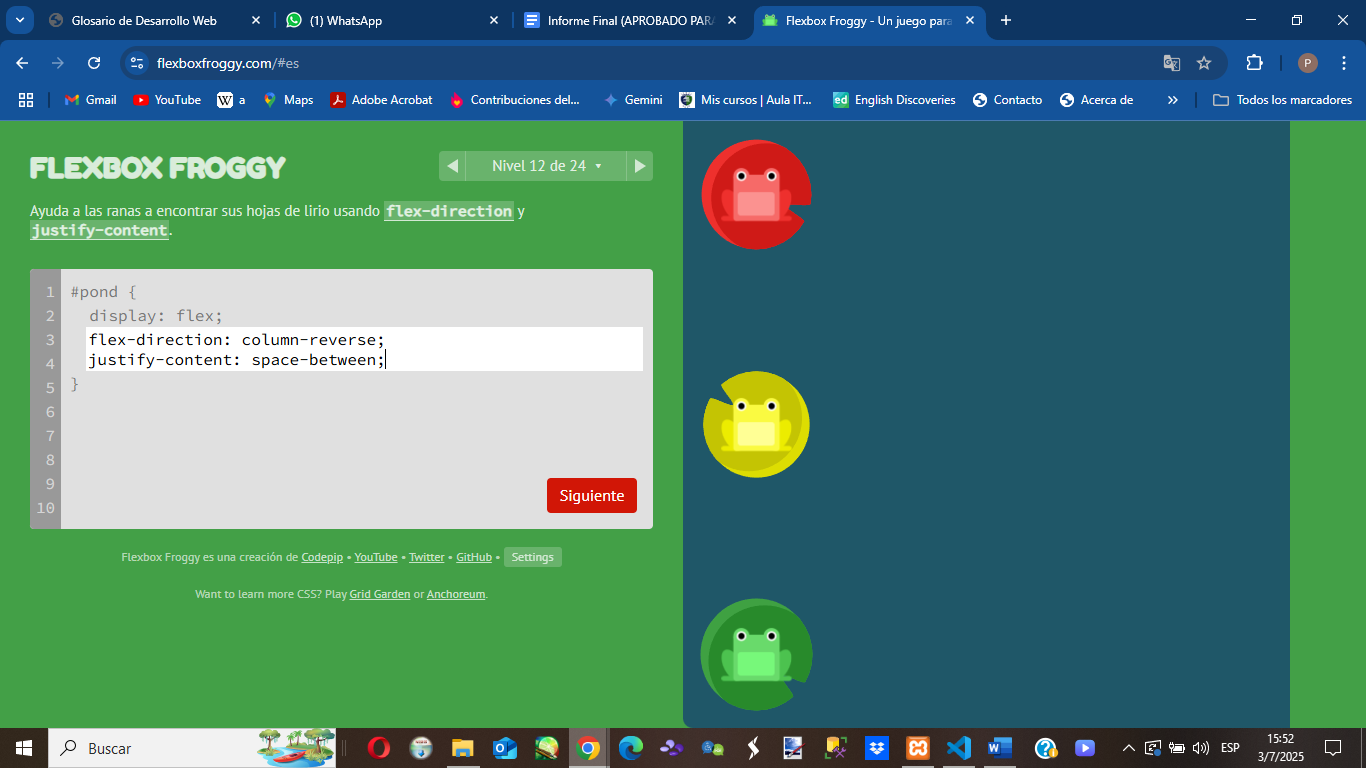 Glosario de Desarrollo Web
(1) WhatsApp
Informe Final (APROBADO PARA
Flexbox Froggy - Un juego para
flexboxfroggy.com/#es
P
Gmail
YouTube
W a
Maps
Adobe Acrobat
Contribuciones del...
Gemini
Mis cursos | Aula IT...
ed English Discoveries
Contacto
Acerca de
»
Todos los marcadores
FLEXBOX FROGGY
Nivel 12 de 24
Ayuda a las ranas a encontrar sus hojas de lirio usando flex-direction y
justify-content.
1 #pond {
2 display: flex;
3 flex-direction: column-reverse;
4 justify-content: space-between;
5 }
6
7
8
9
10
Siguiente
Flexbox Froggy es una creación de Codepip • YouTube • Twitter • GitHub • Settings
Want to learn more CSS? Play Grid Garden or Anchoreum.
Buscar
ESP
15:52
3/7/2025